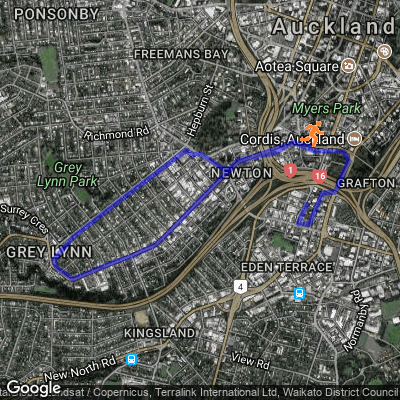 PONSONBY
Auckland
FREEMANS BAY
Aotea Square
Hepburn St
Myers Park
Richmond Rd
Cordis, Auckland
Grey
Lynn Park
NEWTON
1
16
GRAFTON
Surrey Cres
GREY LYNN
EDEN TERRACE
4
Normanby
Rd
KINGSLAND
New North Rd
View Rd
Google
dsat / Copernicus, Terralink International Ltd, Waikato District Council